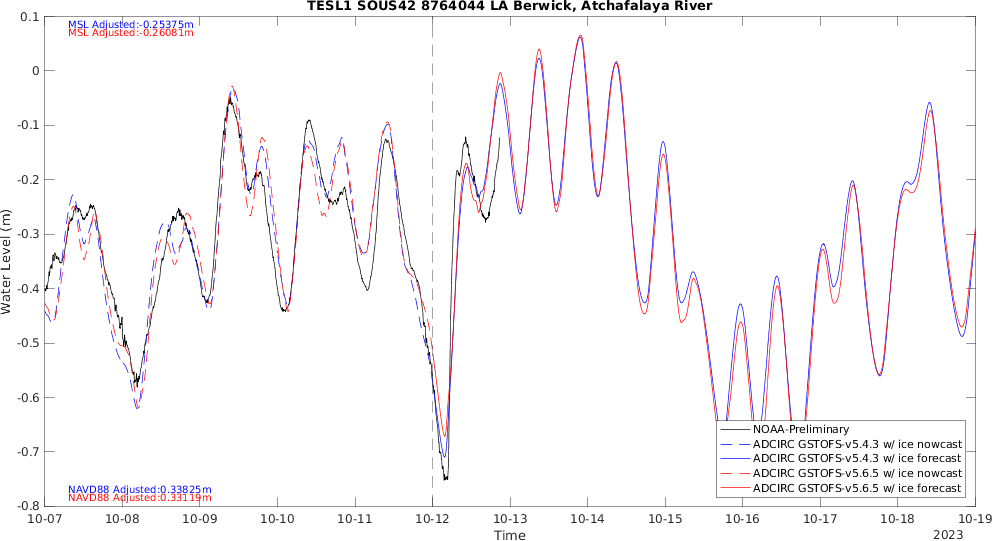 TESL1 SOUS42 8764044 LA Berwick, Atchafalaya River
MSL Adjusted:-0.25375m
MSL Adjusted:-0.26081m
0.1
0
-0.1
-0.2
-0.3
-0.4
-0.5
-0.6
-0.7
-0.8
Water Level (m)
NAVD88 Adjusted:0.33825m
NAVD88 Adjusted:0.33119m
NOAA-Preliminary
ADCIRC GSTOFS-v5.4.3 w/ ice nowcast
ADCIRC GSTOFS-v5.4.3 w/ ice forecast
ADCIRC GSTOFS-v5.6.5 w/ ice nowcast
ADCIRC GSTOFS-v5.6.5 w/ ice forecast
10-07 10-08 10-09 10-10 10-11 10-12 10-13 10-14 10-15 10-16 10-17 10-18 10-19
Time
2023